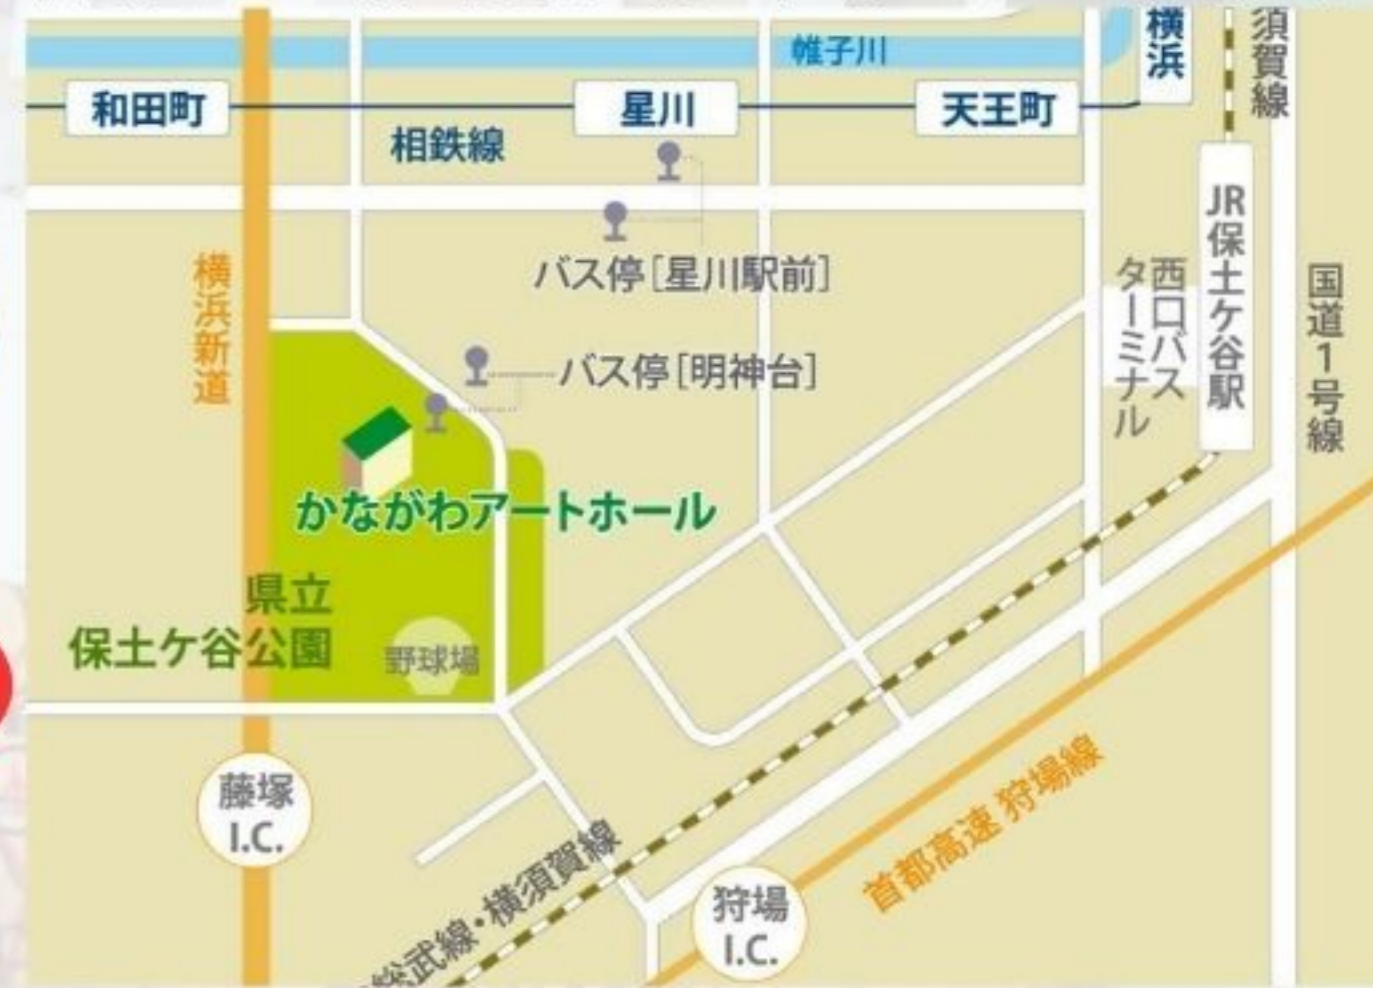 横浜
須賀線
帷子川
和田町
星川
天王町
相鉄線
JR保土ケ谷駅
西口バス
ターミナル
国道1号線
横浜新道
バス停[星川駅前]
バス停[明神台]
かながわアートホール
県立
保土ケ谷公園
野球場
藤塚
I.C.
総武線・横須賀線
狩場
I.C.
首都高速 狩場線